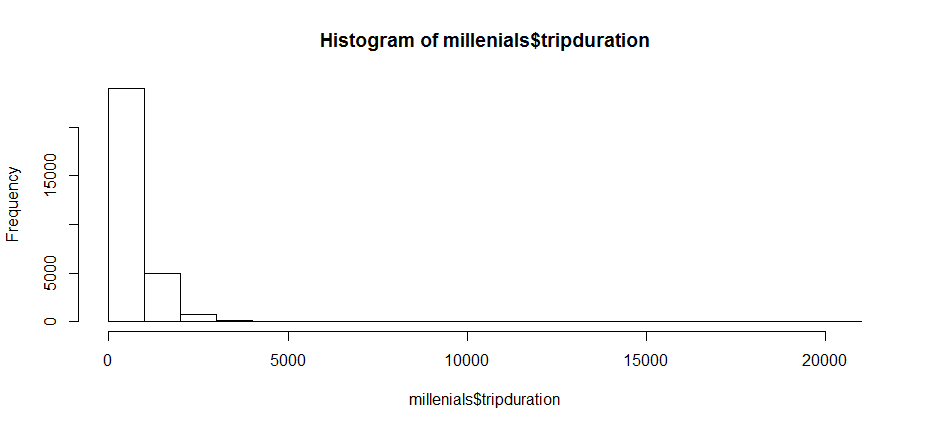 Histogram of millenials$tripduration
Frequency
15000
5000
0
0 5000 10000 15000 20000
millenials$tripduration